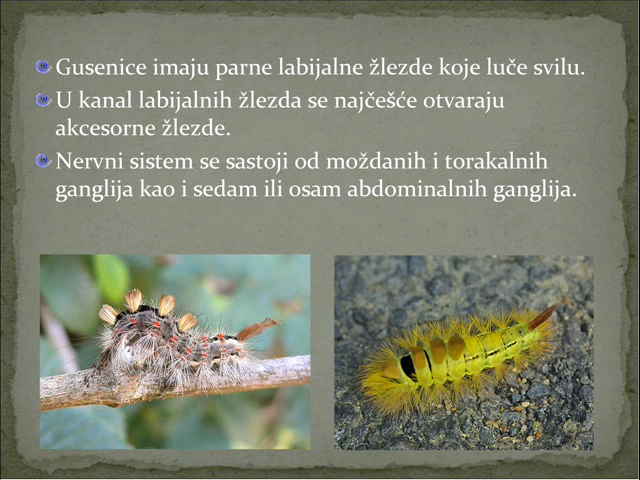 Gusenice imaju parne labijalne žlezde koje luče svilu.
U kanal labijalnih žlezda se najčešće otvaraju
akcesorne žlezde.
Nervni sistem se sastoji od moždanih i torakalnih
ganglija kao i sedam ili osam abdominalnih ganglija.